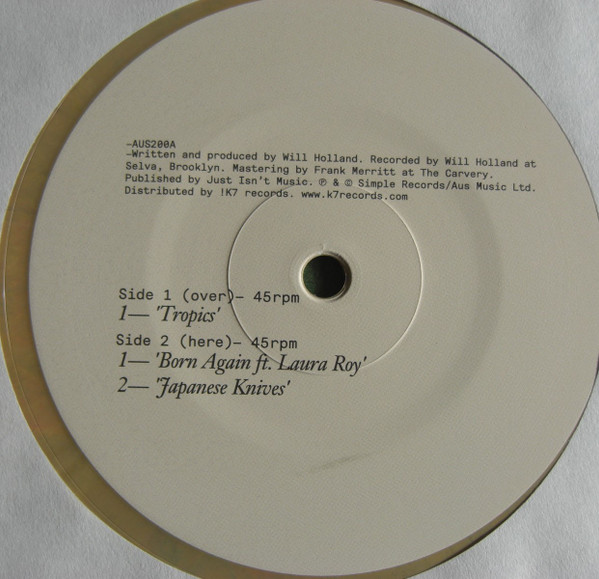 —AUS200A
—Written and produced by Will Holland. Recorded by Will Holland at
Selva, Brooklyn. Mastering by Frank Merritt at The Carvery.
Published by Just Isn't Music. ℗ & © Simple Records/Aus Music Ltd.
Distributed by !K7 records. www.k7records.com
Side 1 (over)— 45rpm
1— 'Tropics'
Side 2 (here)— 45rpm
1— 'Born Again ft. Laura Roy'
2— 'Japanese Knives'